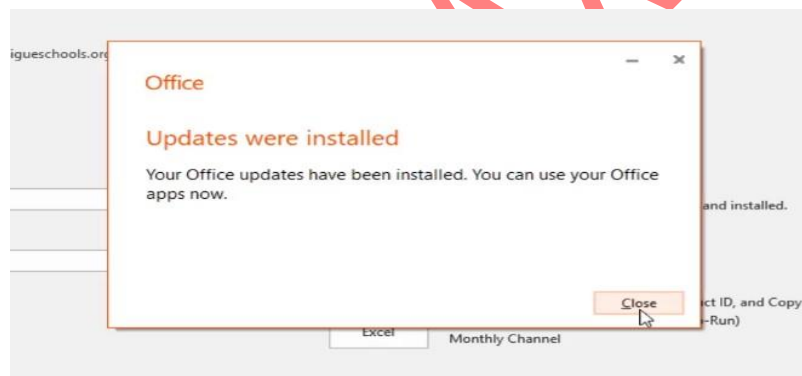 igueschools.org
Office
Updates were installed
Your Office updates have been installed. You can use your Office
apps now.
and installed.
Close
ct ID, and Copy
-Run)
Excel
Monthly Channel